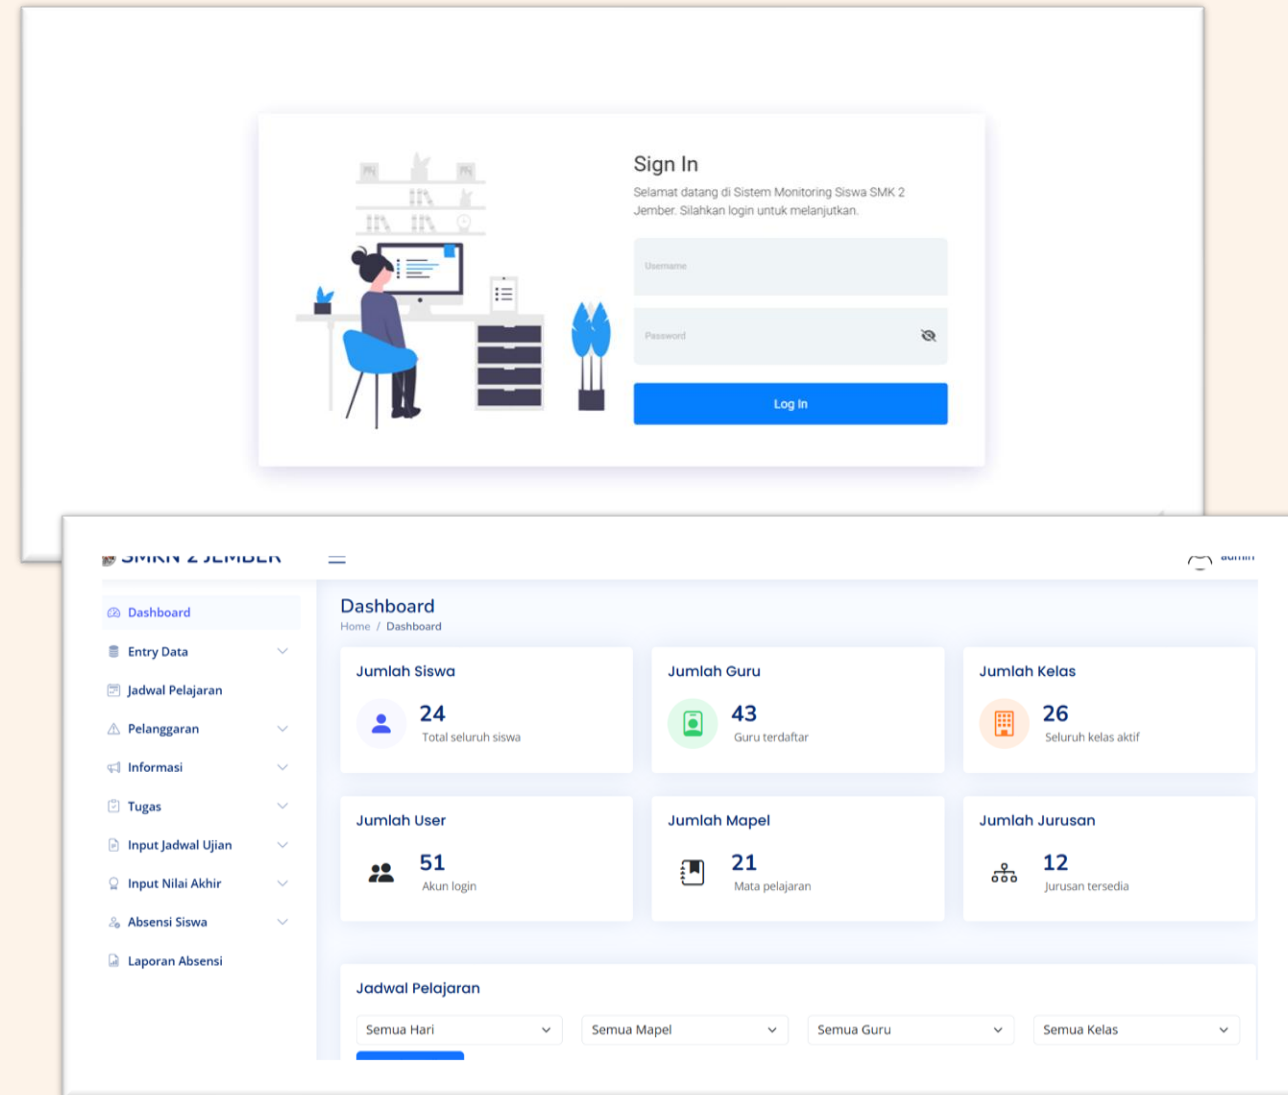 Sign In
Selamat datang di Sistem Monitoring Siswa SMK 2
Jember. Silahkan login untuk melanjutkan.
Username
Password
Log In
SMKN 2 JEMBER
admin
Dashboard
Entry Data
Jadwal Pelajaran
Pelanggaran
Informasi
Tugas
Input Jadwal Ujian
Input Nilai Akhir
Absensi Siswa
Laporan Absensi
Dashboard
Home / Dashboard
Jumlah Siswa
24
Total seluruh siswa
Jumlah Guru
43
Guru terdaftar
Jumlah Kelas
26
Seluruh kelas aktif
Jumlah User
51
Akun login
Jumlah Mapel
21
Mata pelajaran
Jumlah Jurusan
12
Jurusan tersedia
Jadwal Pelajaran
Semua Hari
Semua Mapel
Semua Guru
Semua Kelas